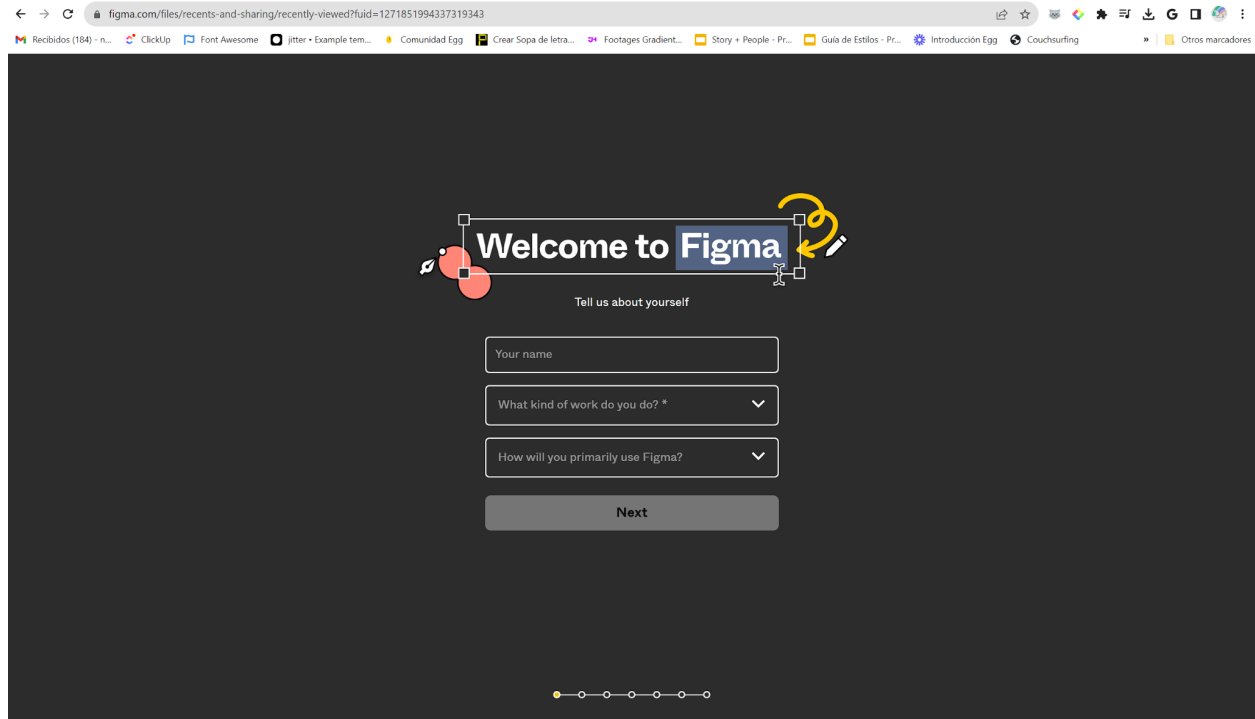 figma.com/files/recents-and-sharing/recently-viewed?fuid=1271851994337319343
Recibidos (184) - n... ClickUp Font Awesome jitter • Example tem... Comunidad Egg Crear Sopa de letra... Footages Gradient... Story + People - Pr... Guía de Estilos - Pr... Introducción Egg Couchsurfing » Otros marcadores
Welcome to Figma
Tell us about yourself
Your name
What kind of work do you do? *
How will you primarily use Figma?
Next